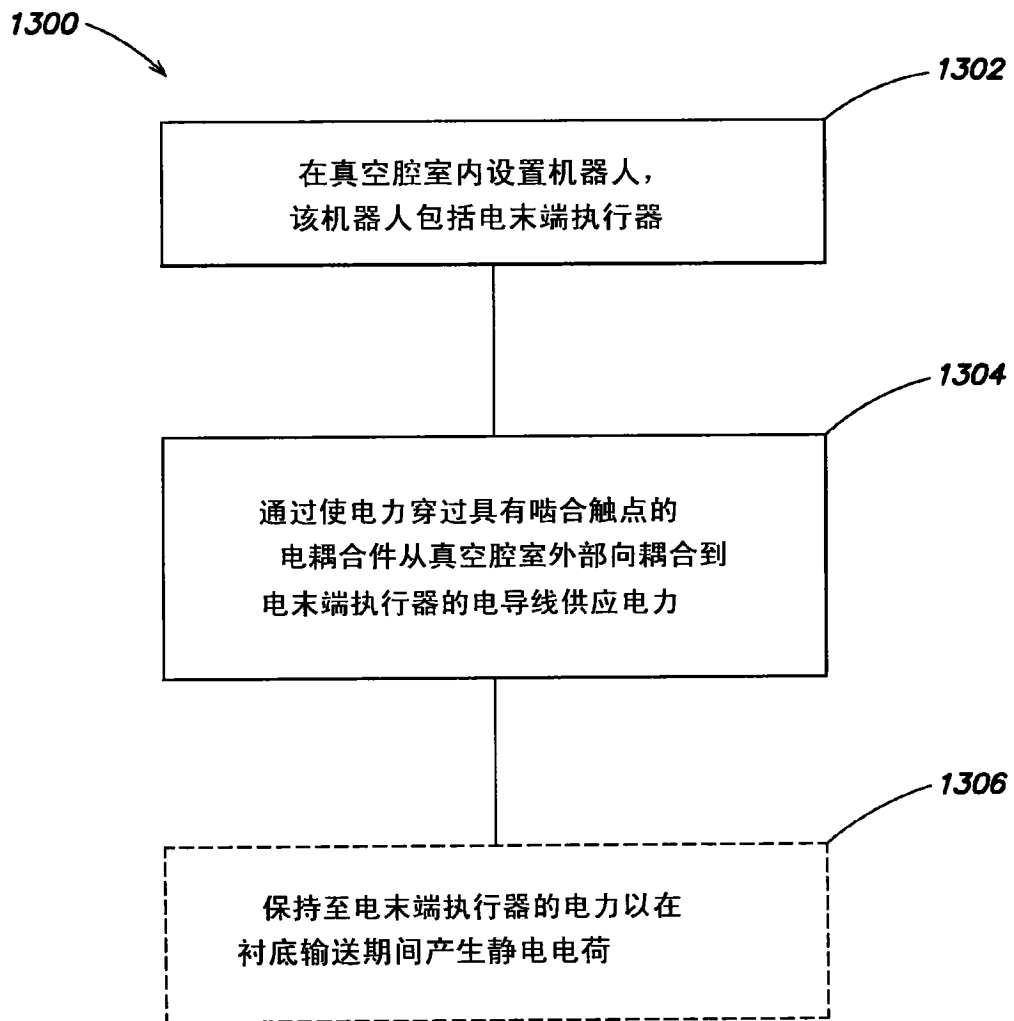 1300
1302
在真空腔室内设置机器人，
该机器人包括电末端执行器
1304
通过使电力穿过具有啮合触点的
电耦合件从真空腔室外部向耦合到
电末端执行器的电导线供应电力
1306
保持至电末端执行器的电力以在
衬底输送期间产生静电电荷